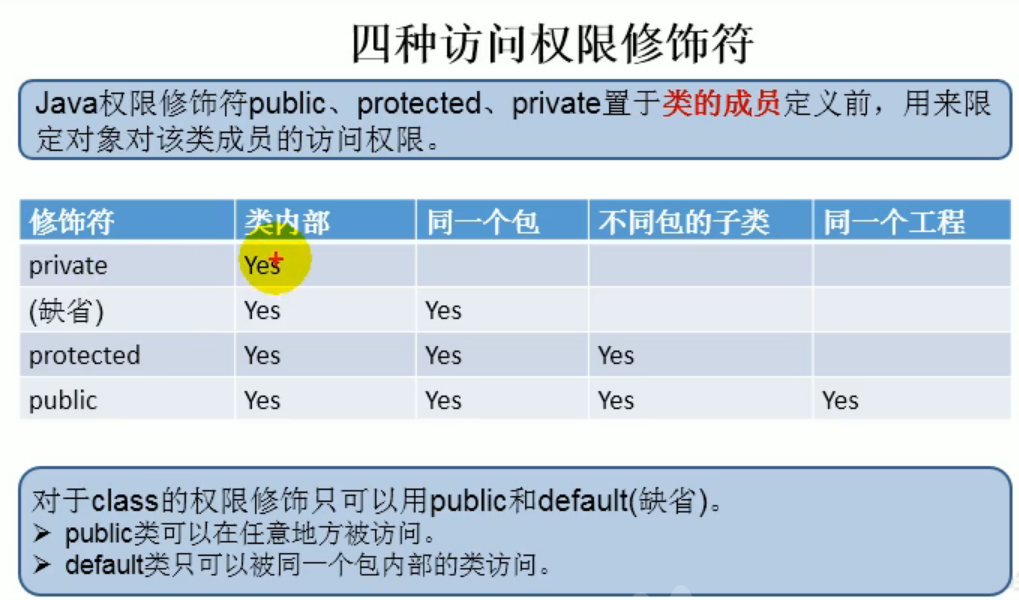 四种访问权限修饰符
Java权限修饰符public、protected、private置于类的成员定义前，用来限
定对象对该类成员的访问权限。
修饰符 类内部 同一个包 不同包的子类 同一个工程
private Yes
(缺省) Yes Yes
protected Yes Yes Yes
public Yes Yes Yes Yes
对于class的权限修饰只可以用public和default(缺省)。
➢ public类可以在任意地方被访问。
➢ default类只可以被同一个包内部的类访问。